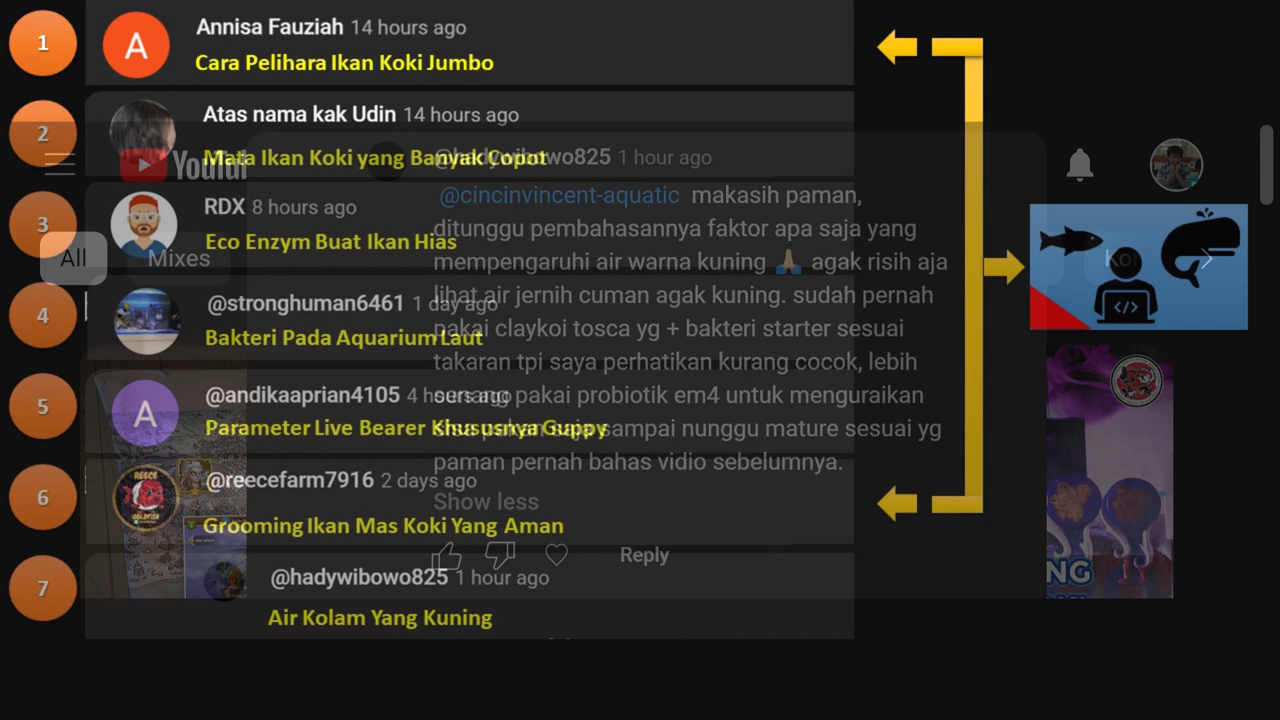 1
A
Annisa Fauziah 14 hours ago
Cara Pelihara Ikan Koki Jumbo
2
Atas nama kak Udin 14 hours ago
Mata Ikan Koki yang Banyak Copot
3
RDX 8 hours ago
Eco Enzym Buat Ikan Hias
4
@stronghuman6461 1 day ago
Bakteri Pada Aquarium Laut
5
A
@andikaaprian4105 4 hours ago
Parameter Live Bearer Khususnya Guppy
6
REECE
GOLDFISH
@reecefarm7916 2 days ago
Grooming Ikan Mas Koki Yang Aman
7
@hadywibowo825 1 hour ago
Air Kolam Yang Kuning
All
Mixes
@hadywibowo825 1 hour ago
@cincinvincent-aquatic makasih paman,
ditunggu pembahasannya faktor apa saja yang
mempengaruhi air warna kuning 🙏🏼 agak risih aja
lihat air jernih cuman agak kuning. sudah pernah
pakai claykoi tosca yg + bakteri starter sesuai
takaran tpi saya perhatikan kurang cocok, lebih
senang pakai probiotik em4 untuk menguraikan
sisa pakan saja sampai nunggu mature sesuai yg
paman pernah bahas vidio sebelumnya.
Show less
Reply